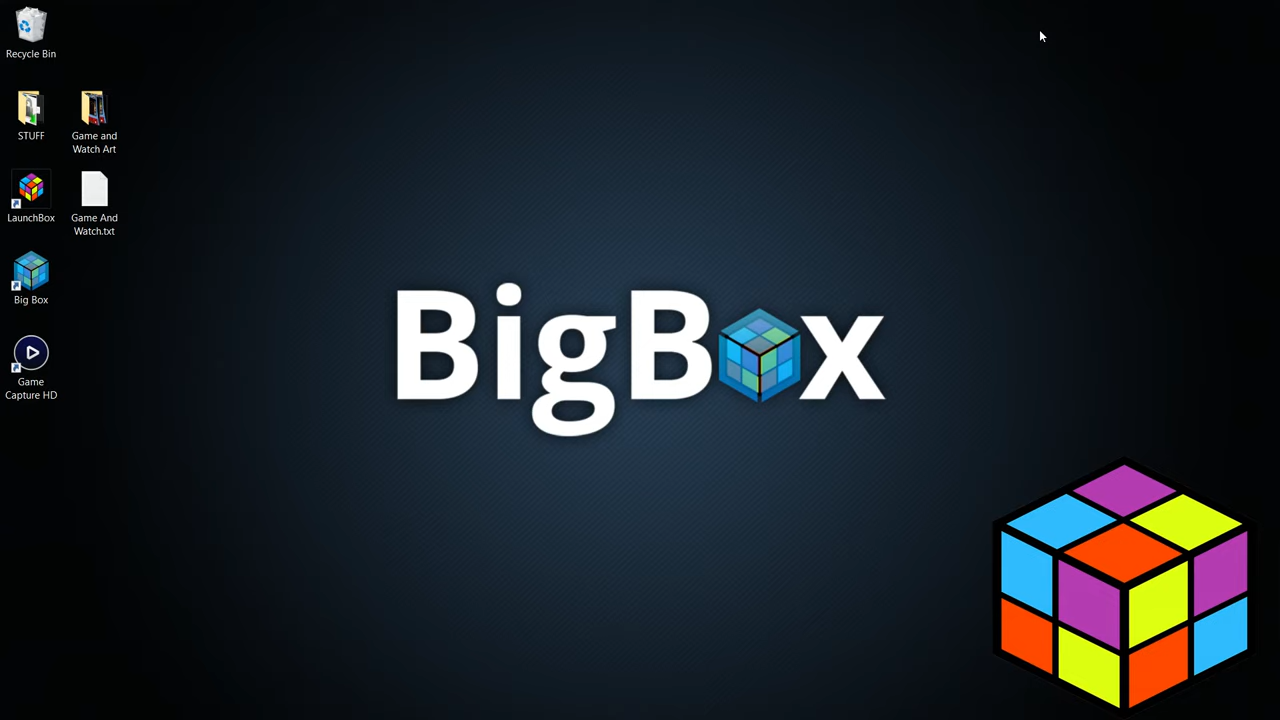 Recycle Bin
STUFF
Game and
Watch Art
LaunchBox
Game And
Watch.txt
Big Box
Game
Capture HD
BigBox